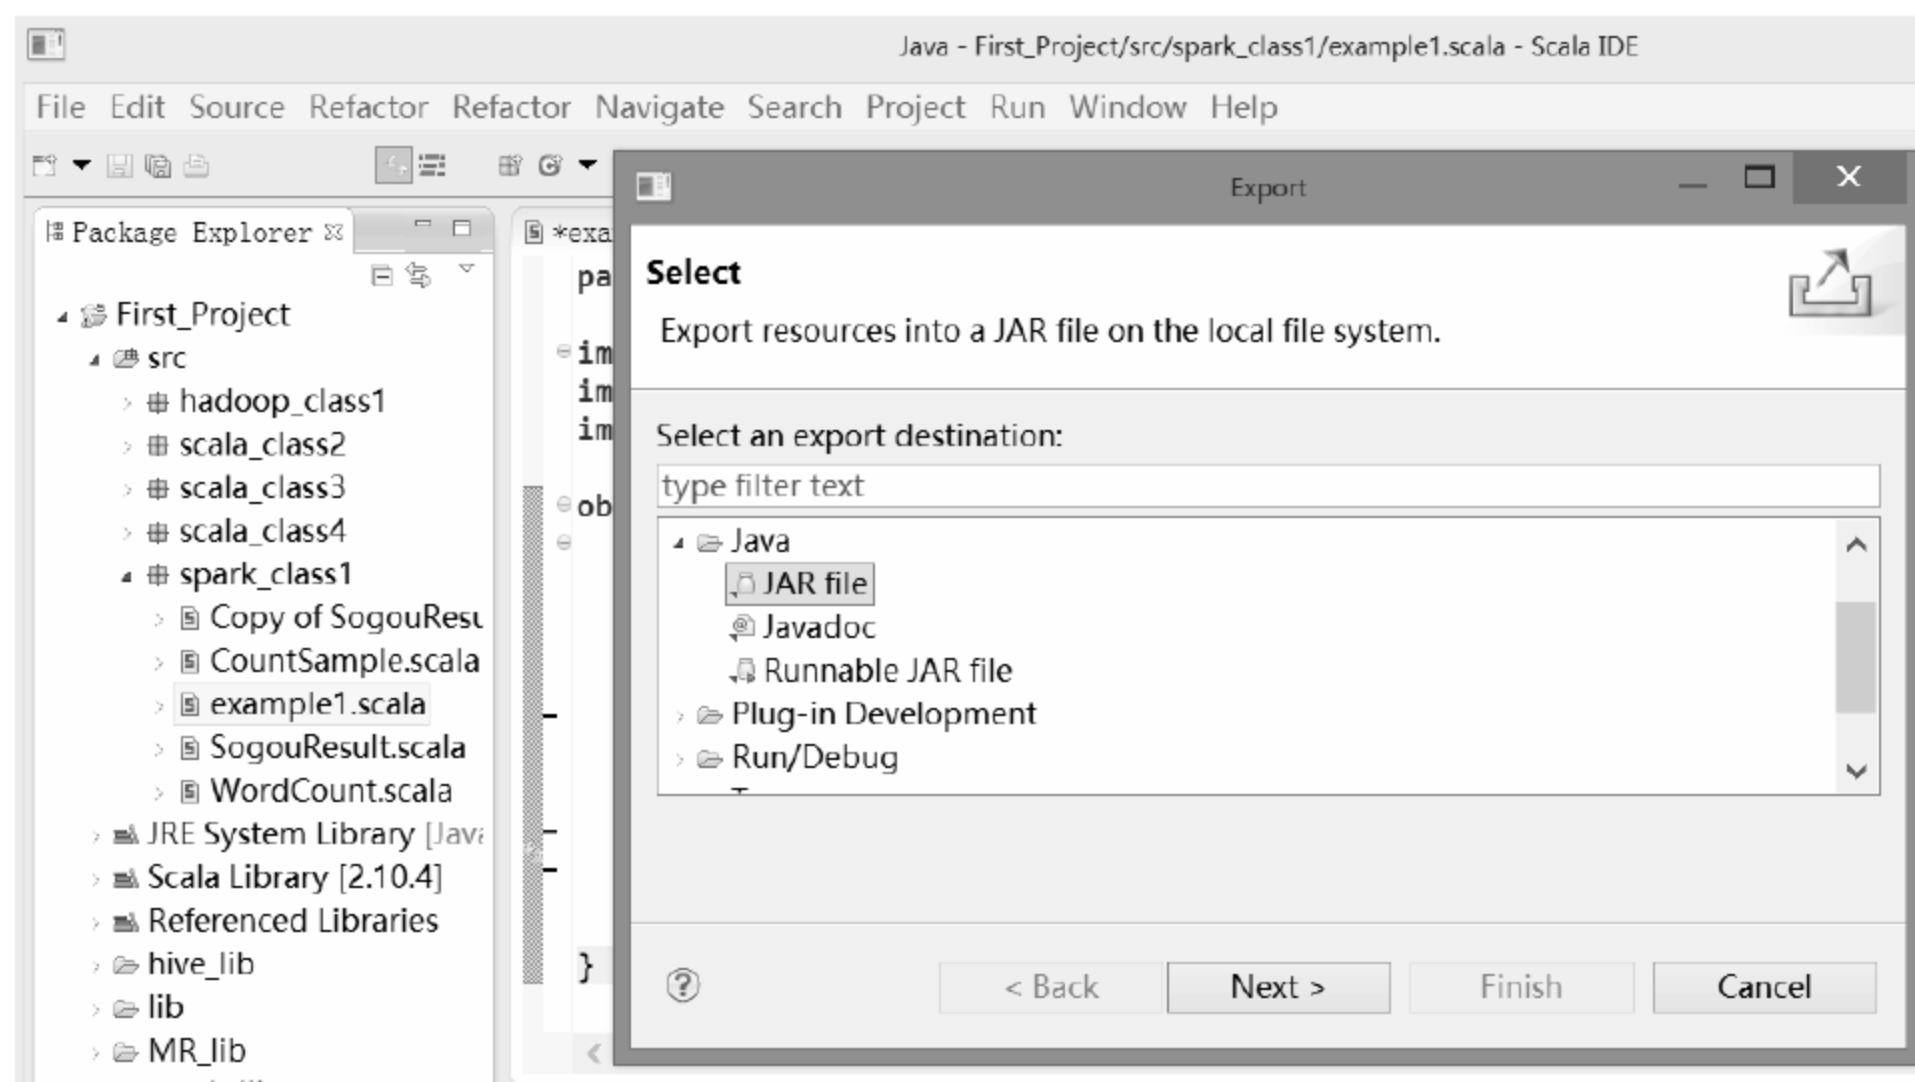 Java - First_Project/src/spark_class1/example1.scala - Scala IDE
File Edit Source Refactor Refactor Navigate Search Project Run Window Help
Package Explorer
First_Project
src
hadoop_class1
scala_class2
scala_class3
scala_class4
spark_class1
Copy of SogouResu
CountSample.scala
example1.scala
SogouResult.scala
WordCount.scala
JRE System Library [Java
Scala Library [2.10.4]
Referenced Libraries
hive_lib
lib
MR_lib
*exa
pa
im
im
im
ob
}
Export
Select
Export resources into a JAR file on the local file system.
Select an export destination:
type filter text
Java
JAR file
Javadoc
Runnable JAR file
Plug-in Development
Run/Debug
< Back Next > Finish Cancel